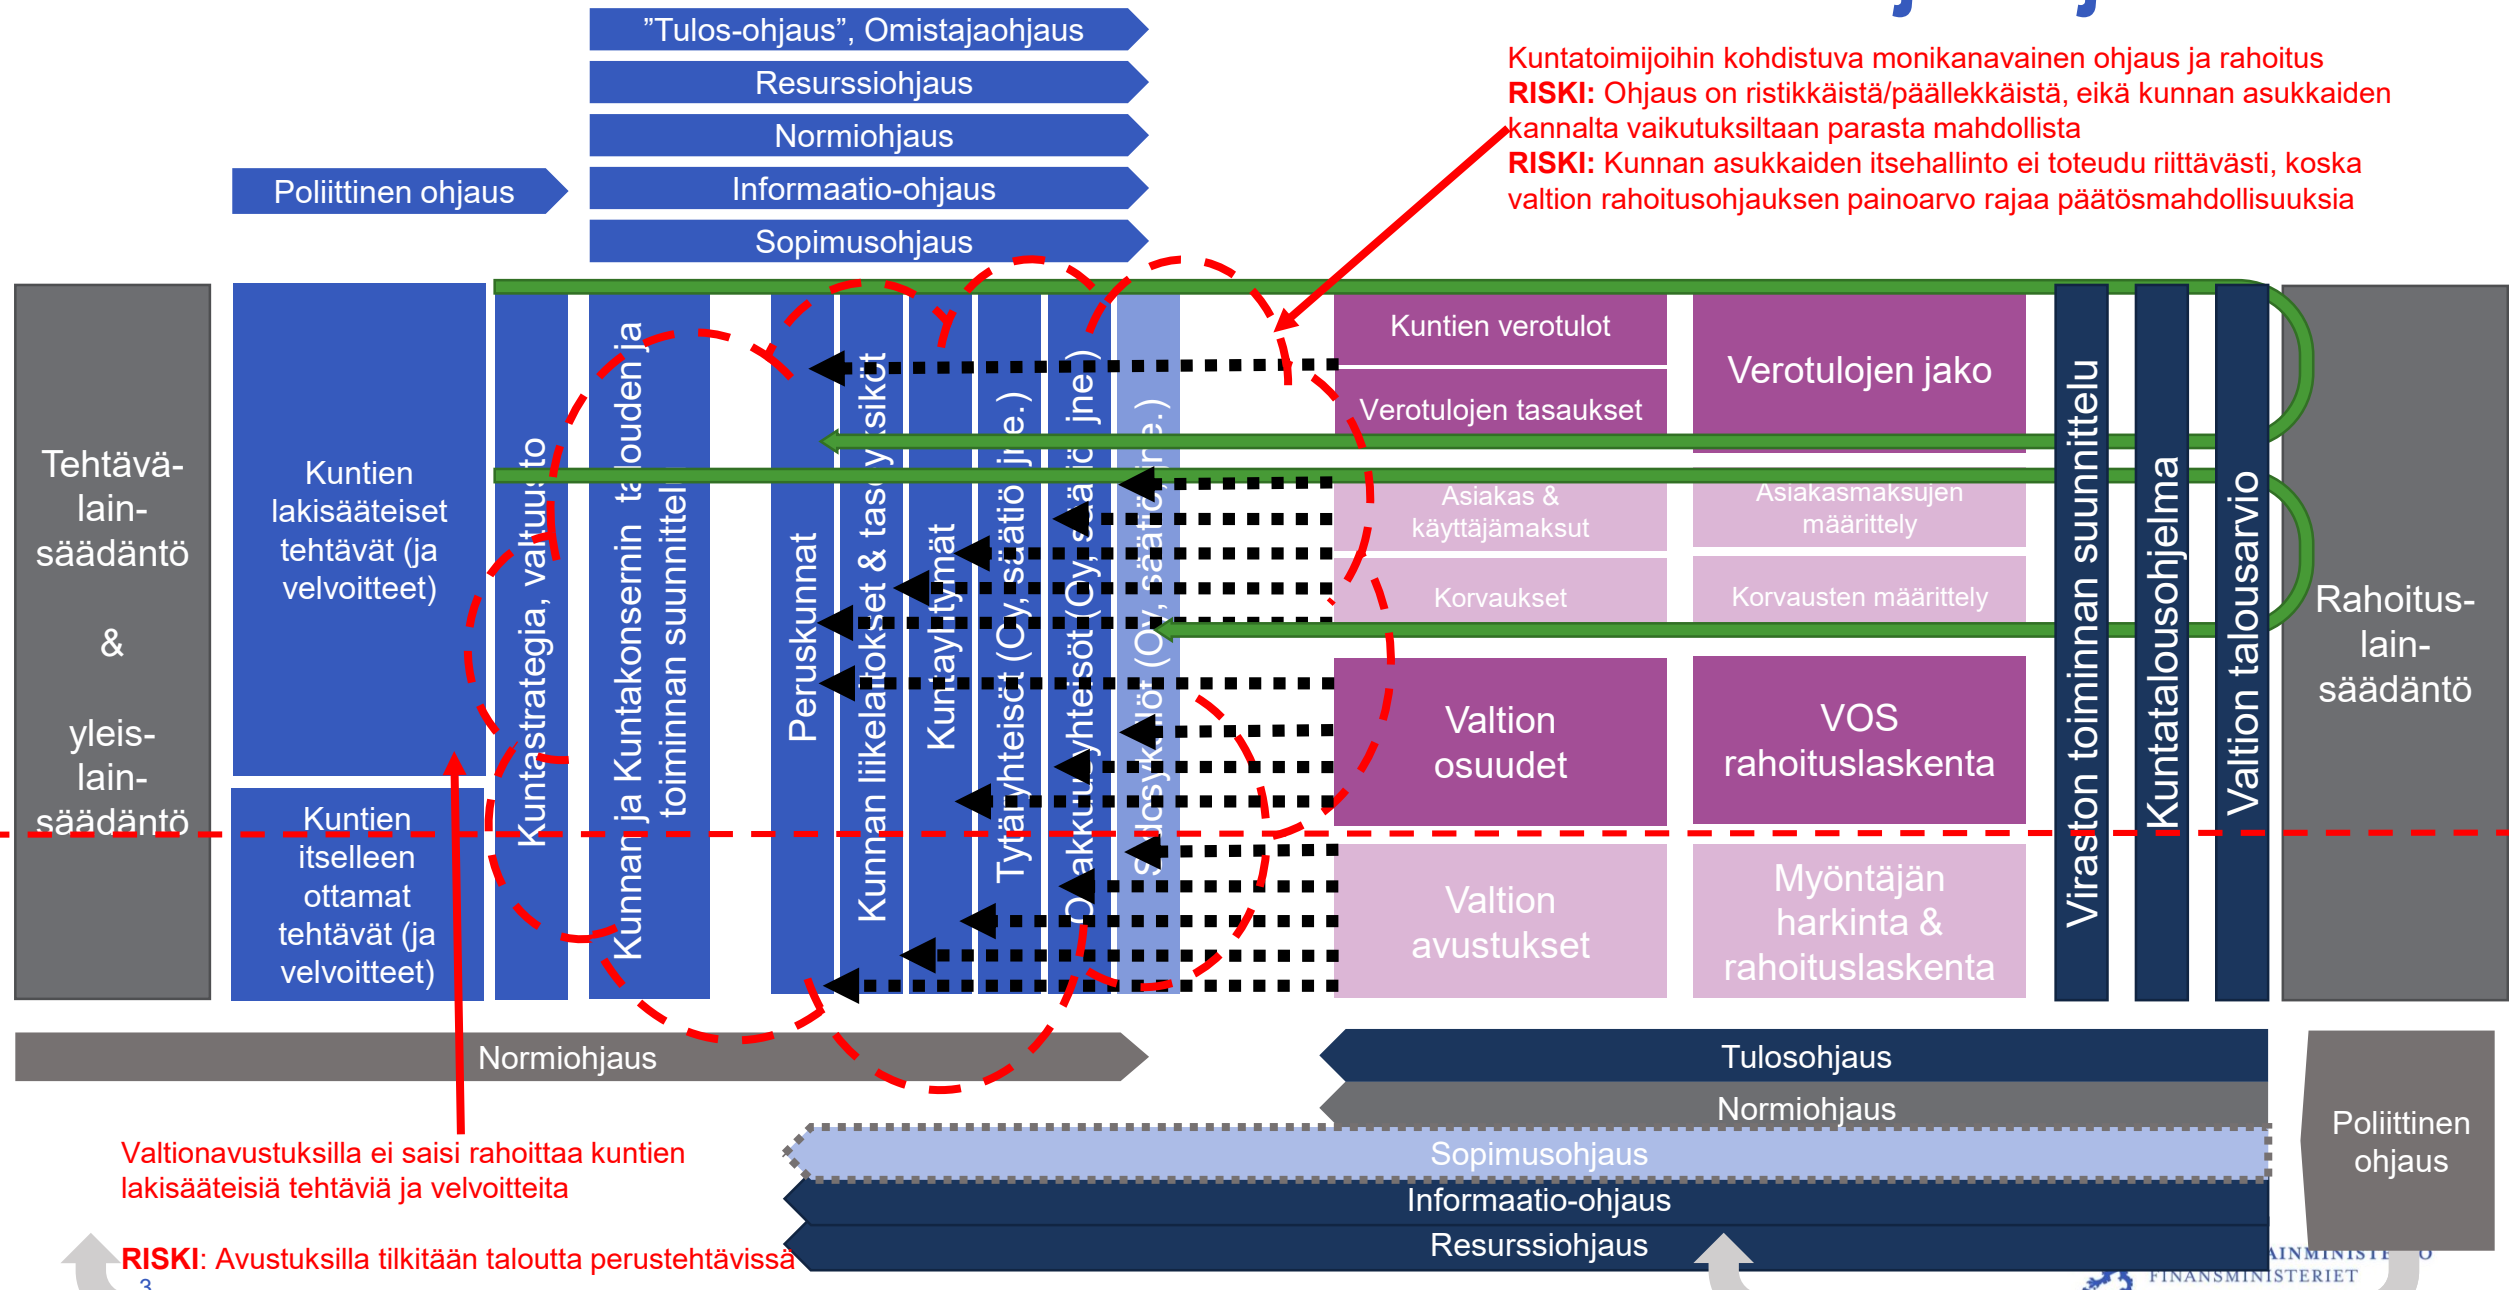 "Tulos-ohjaus", Omistajaohjaus
Resurssiohjaus
Normiohjaus
Informaatio-ohjaus
Sopimusohjaus
Poliittinen ohjaus
Kuntatoimijoihin kohdistuva monikanavainen ohjaus ja rahoitus
RISKI: Ohjaus on ristikkäistä/päällekkäistä, eikä kunnan asukkaiden
kannalta vaikutuksiltaan parasta mahdollista
RISKI: Kunnan asukkaiden itsehallinto ei toteudu riittävästi, koska
valtion rahoitusohjauksen painoarvo rajaa päätösmahdollisuuksia
Tehtävä-
lain-
säädäntö
&
yleis-
lain-
säädäntö
Kuntien
lakisääteiset
tehtävät (ja
velvoitteet)
Kuntien
itselleen
ottamat
tehtävät (ja
velvoitteet)
Kuntastrategia, valtuusto
Kunnan ja Kuntakonsernin talouden ja
toiminnan suunnittelu
Peruskunnat
Kunnan liikelaitokset & taseyksiköt
Kuntayhtymät
Tytäryhteisöt (Oy, säätiö jne.)
Osakkuusyhteisöt (Oy, säätiö jne.)
Sidosyksiköt (Oy, säätiö, jne.)
Kuntien verotulot
Verotulojen tasaukset
Verotulojen jako
Asiakas &
käyttäjämaksut
Asiakasmaksujen
määrittely
Korvaukset
Korvausten määrittely
Valtion
osuudet
VOS
rahoituslaskenta
Valtion
avustukset
Myöntäjän
harkinta &
rahoituslaskenta
Viraston toiminnan suunnittelu
Kuntatalousohjelma
Valtion talousarvio
Rahoitus-
lain-
säädäntö
Normiohjaus
Tulosohjaus
Normiohjaus
Sopimusohjaus
Informaatio-ohjaus
Resurssiohjaus
Poliittinen
ohjaus
Valtionavustuksilla ei saisi rahoittaa kuntien
lakisääteisiä tehtäviä ja velvoitteita
RISKI: Avustuksilla tilkitään taloutta perustehtävissä
3
FINANSMINISTERIET